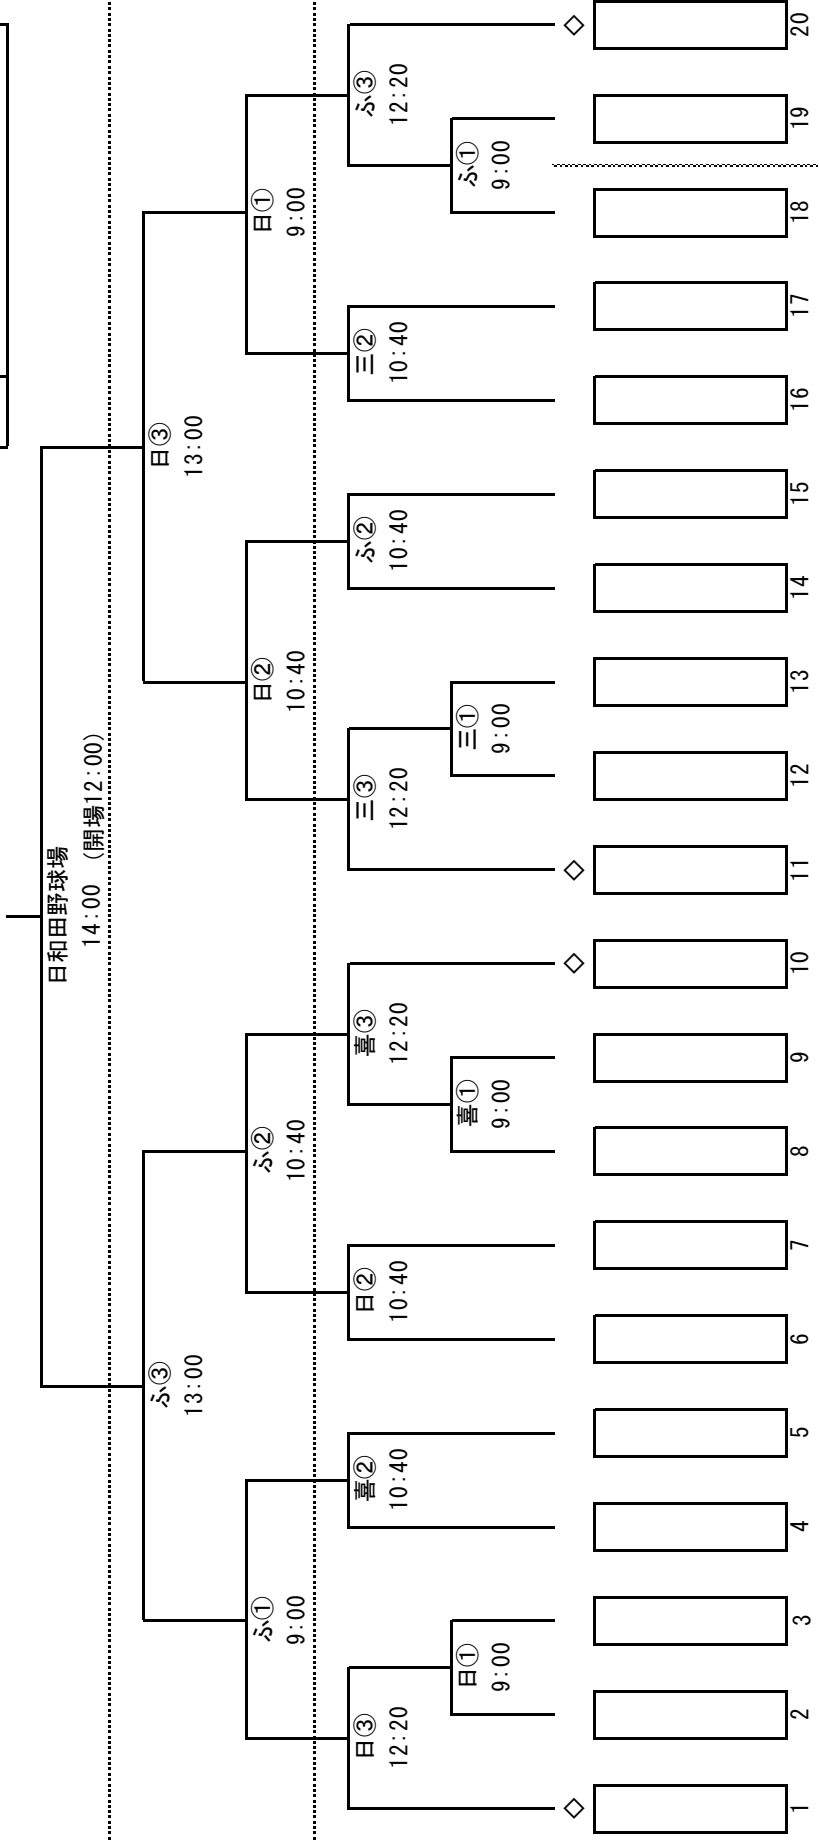 日和田野球場
14:00 (開場12:00)
ふ③ 日③
13:00 13:00
ふ① ふ② 日② 日①
9:00 10:40 10:40 9:00
日③ 喜② 日② 喜③ 三③ ふ② 三② ふ③
12:20 10:40 10:40 12:20 12:20 10:40 10:40 12:20
日① 喜① 三① ふ①
9:00 9:00 9:00 9:00
◇ ◇ ◇ ◇
1 2 3 4 5 6 7 8 9 10 11 12 13 14 15 16 17 18 19 20